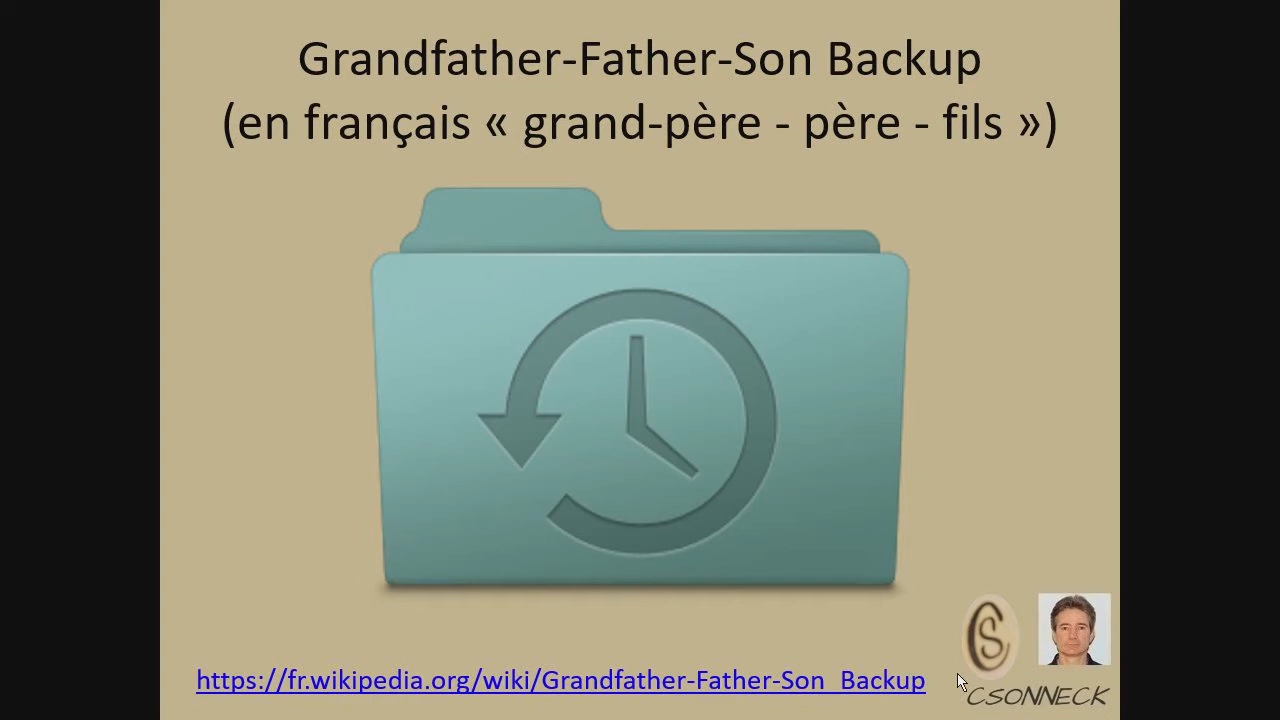 Grandfather-Father-Son Backup
(en français « grand-père - père - fils »)
https://fr.wikipedia.org/wiki/Grandfather-Father-Son_Backup
CS
CSONNECK